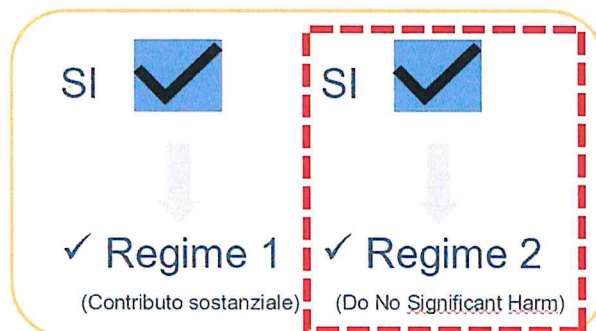 SI
SI
✓ Regime 1
✓ Regime 2
(Contributo sostanziale)
(Do No Significant Harm)